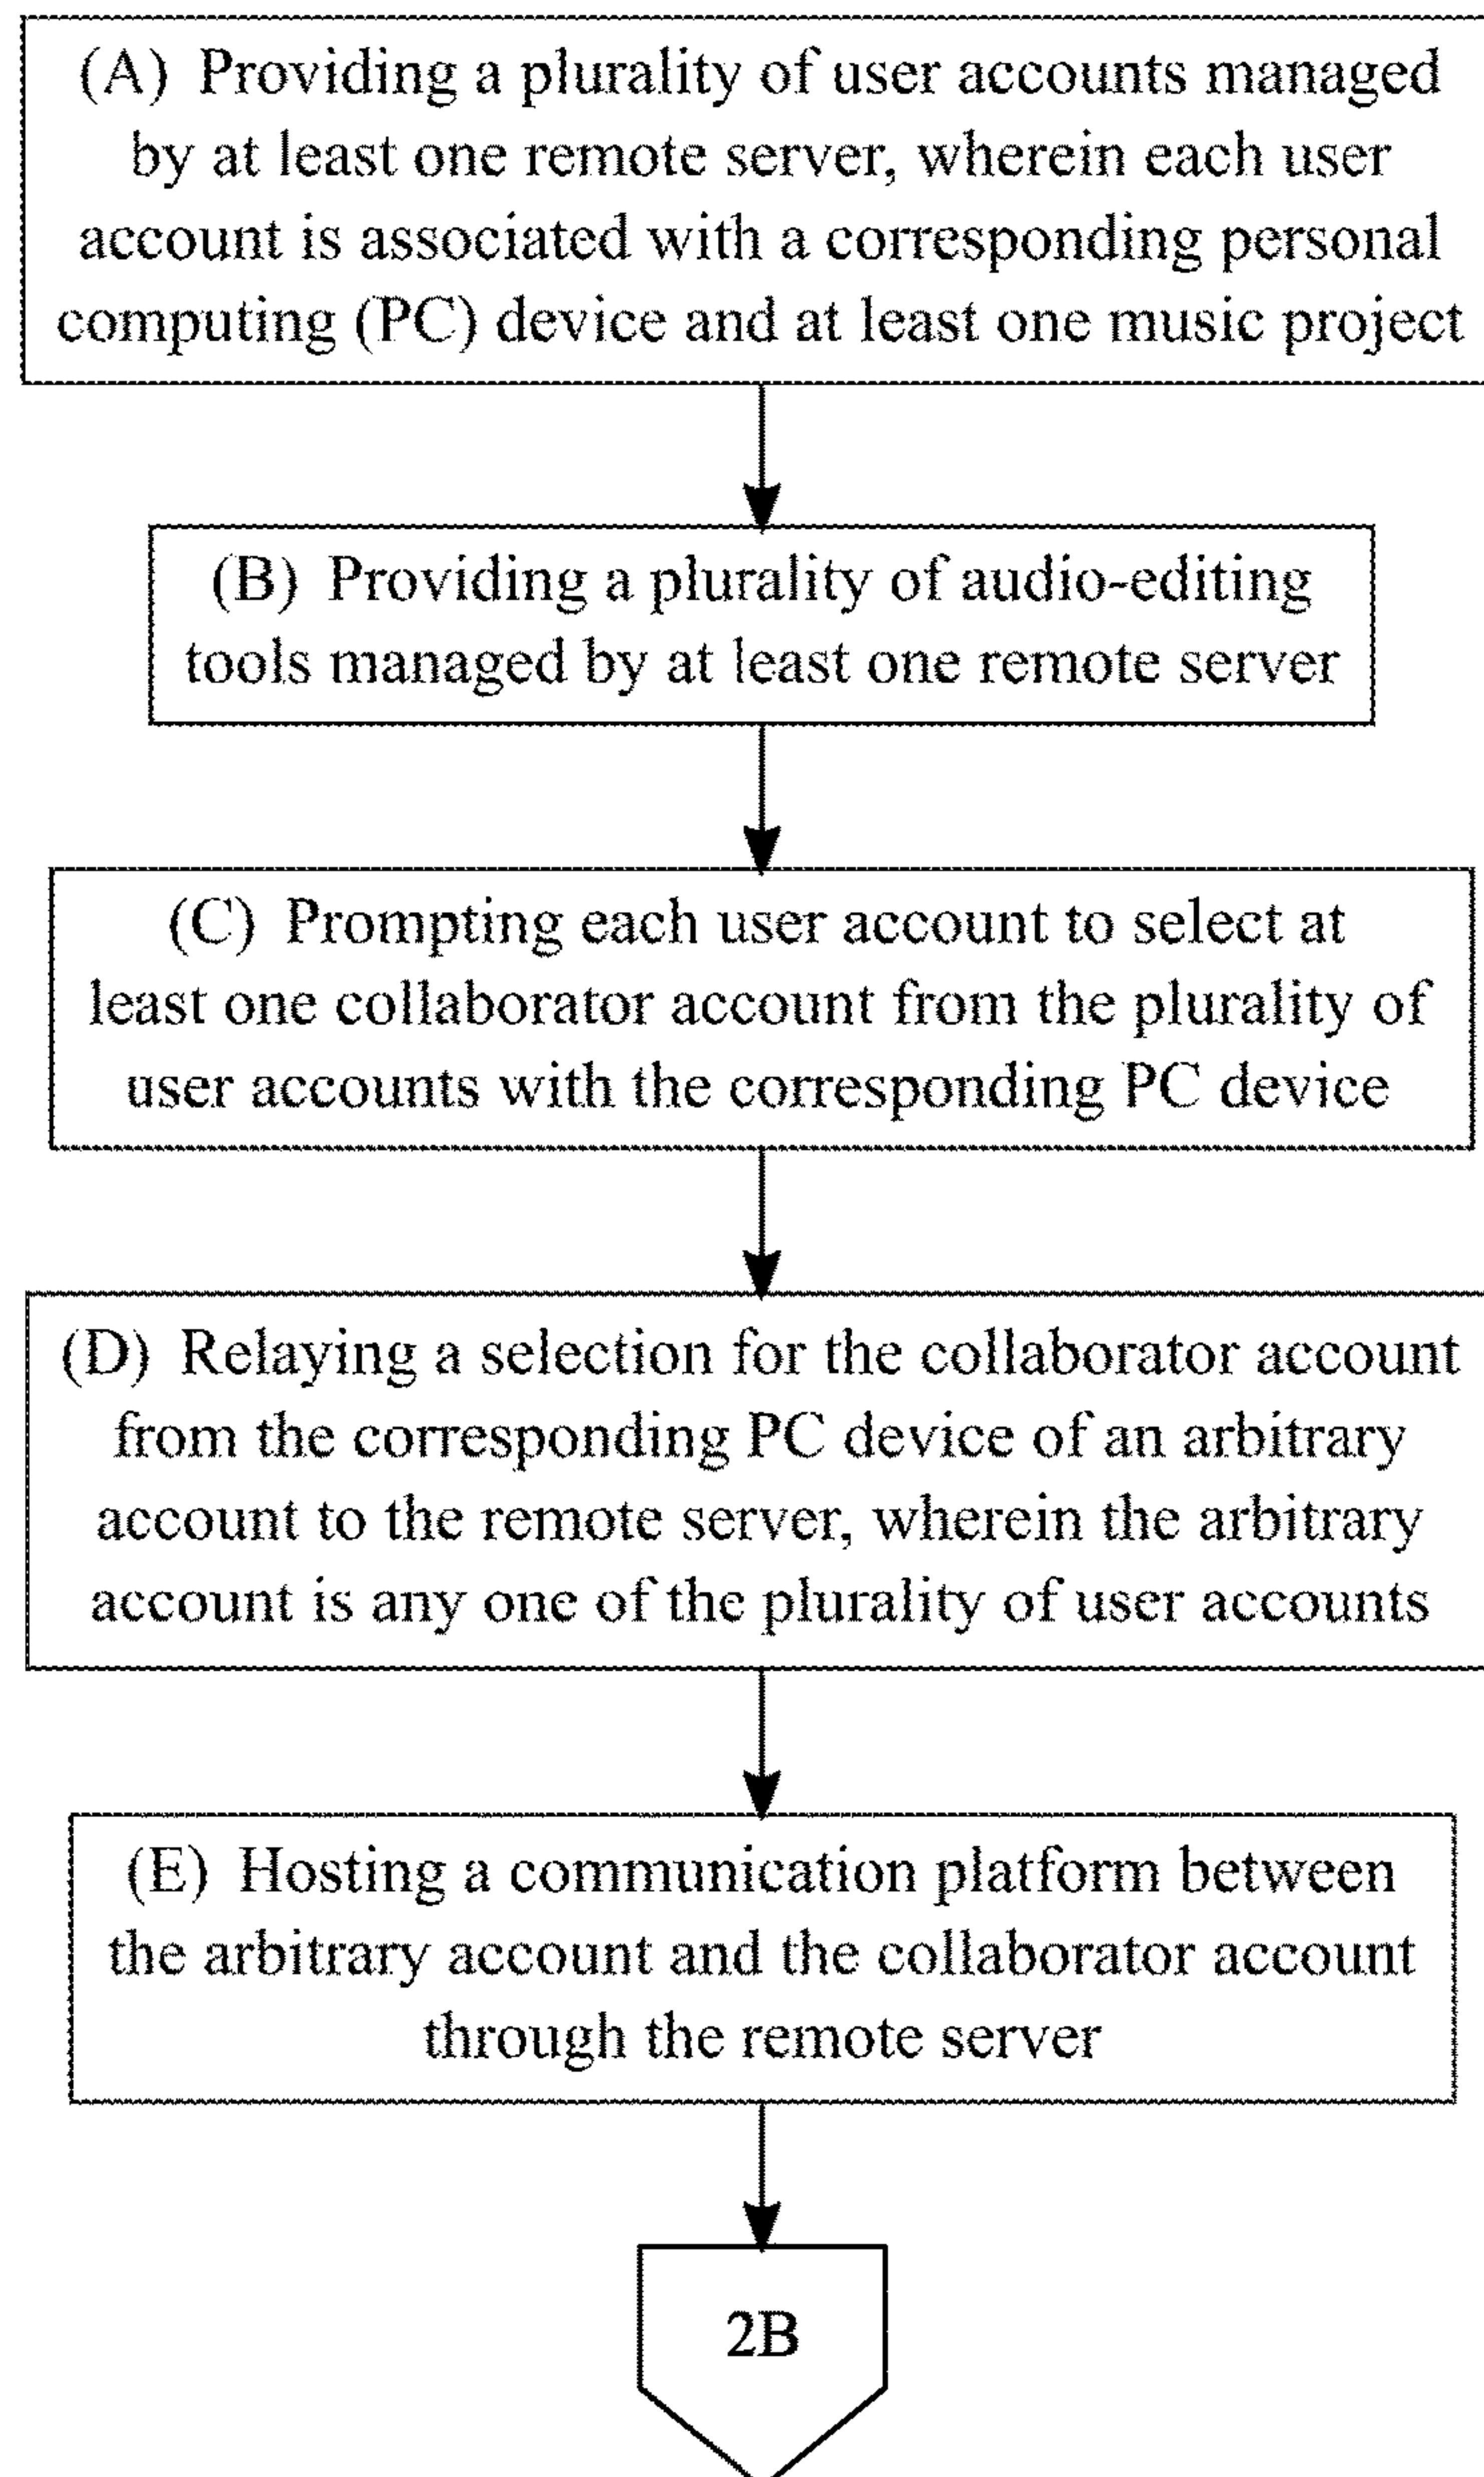 (A) Providing a plurality of user accounts managed
by at least one remote server, wherein each user
account is associated with a corresponding personal
computing (PC) device and at least one music project
(B) Providing a plurality of audio-editing
tools managed by at least one remote server
(C) Prompting each user account to select at
least one collaborator account from the plurality of
user accounts with the corresponding PC device
(D) Relaying a selection for the collaborator account
from the corresponding PC device of an arbitrary
account to the remote server, wherein the arbitrary
account is any one of the plurality of user accounts
(E) Hosting a communication platform between
the arbitrary account and the collaborator account
through the remote server
2B